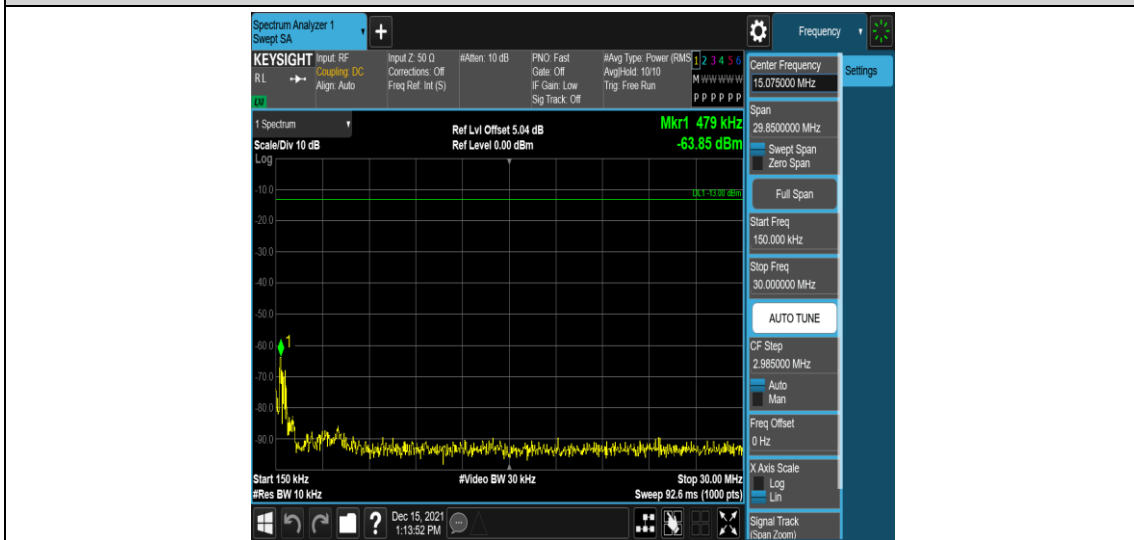 Spectrum Analyzer 1
Swept SA
+
Frequency
KEYSIGHT
RL
Input: RF
Coupling: DC
Align: Auto
Input Z: 50 Ω
Corrections: Off
Freq Ref: Int (S)
#Atten: 10 dB
PNO: Fast
Gate: Off
IF Gain: Low
Sig Track: Off
#Avg Type: Power (RMS
Avg|Hold: 10/10
Trig: Free Run
1 2 3 4 5 6
M W W W W W
P P P P P P
1 Spectrum
Scale/Div 10 dB
Log
Ref Lvl Offset 5.04 dB
Ref Level 0.00 dBm
Mkr1 479 kHz
-63.85 dBm
DL1 -13.00 dBm
-10.0
-20.0
-30.0
-40.0
-50.0
-60.0
-70.0
-80.0
-90.0
1
Start 150 kHz
#Res BW 10 kHz
#Video BW 30 kHz
Stop 30.00 MHz
Sweep 92.6 ms (1000 pts)
Center Frequency
15.075000 MHz
Settings
Span
29.8500000 MHz
Swept Span
Zero Span
Full Span
Start Freq
150.000 kHz
Stop Freq
30.000000 MHz
AUTO TUNE
CF Step
2.985000 MHz
Auto
Man
Freq Offset
0 Hz
X Axis Scale
Log
Lin
Signal Track
(Span Zoom)
?
Dec 15, 2021
1:13:52 PM